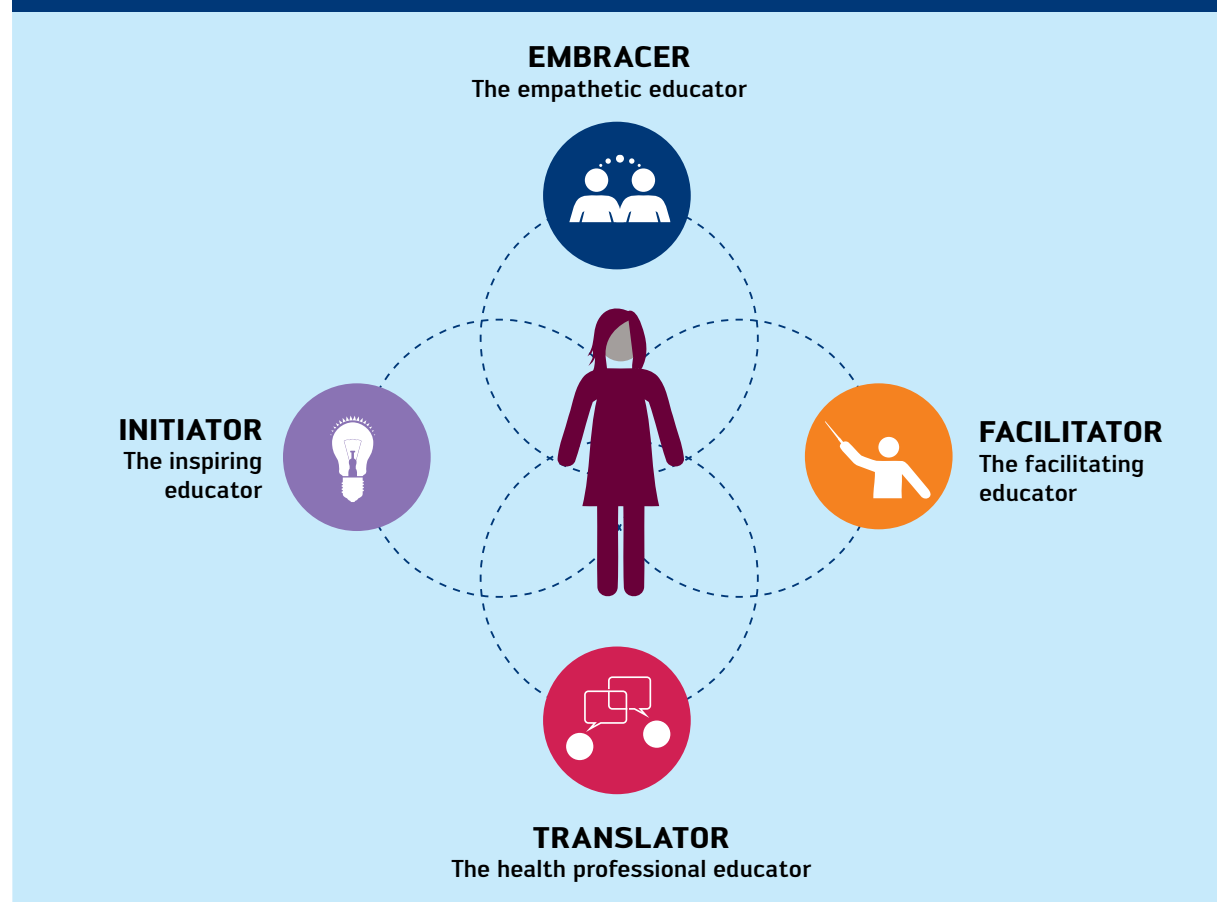 EMBRACER
The empathetic educator
INITIATOR
The inspiring
educator
FACILITATOR
The facilitating
educator
TRANSLATOR
The health professional educator